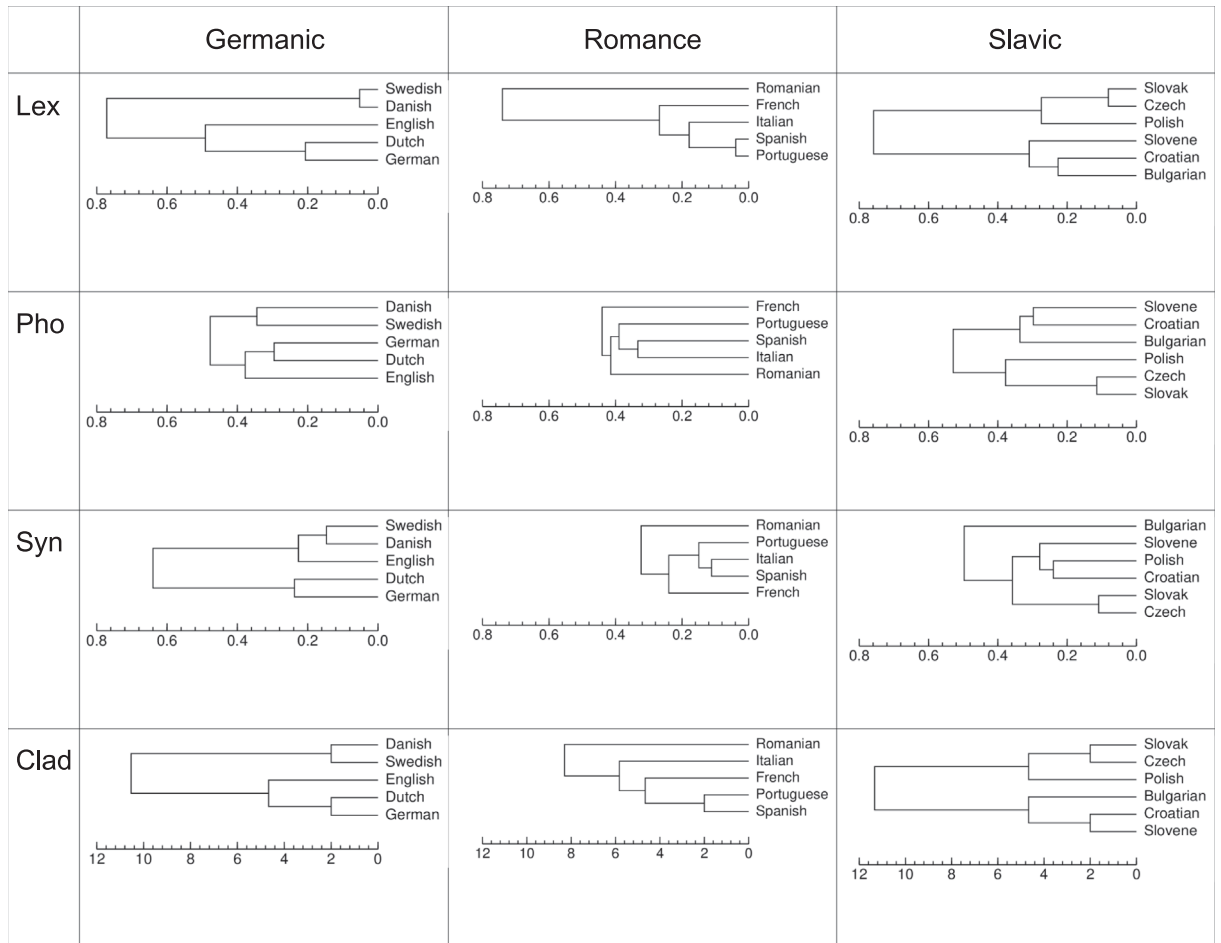 Germanic Romance Slavic
Lex
Swedish
Danish
English
Dutch
German
0.8 0.6 0.4 0.2 0.0
Romanian
French
Italian
Spanish
Portuguese
0.8 0.6 0.4 0.2 0.0
Slovak
Czech
Polish
Slovene
Croatian
Bulgarian
0.8 0.6 0.4 0.2 0.0
Pho
Danish
Swedish
German
Dutch
English
0.8 0.6 0.4 0.2 0.0
French
Portuguese
Spanish
Italian
Romanian
0.8 0.6 0.4 0.2 0.0
Slovene
Croatian
Bulgarian
Polish
Czech
Slovak
0.8 0.6 0.4 0.2 0.0
Syn
Swedish
Danish
English
Dutch
German
0.8 0.6 0.4 0.2 0.0
Romanian
Portuguese
Italian
Spanish
French
0.8 0.6 0.4 0.2 0.0
Bulgarian
Slovene
Polish
Croatian
Slovak
Czech
0.8 0.6 0.4 0.2 0.0
Clad
Danish
Swedish
English
Dutch
German
12 10 8 6 4 2 0
Romanian
Italian
French
Portuguese
Spanish
12 10 8 6 4 2 0
Slovak
Czech
Polish
Bulgarian
Croatian
Slovene
12 10 8 6 4 2 0